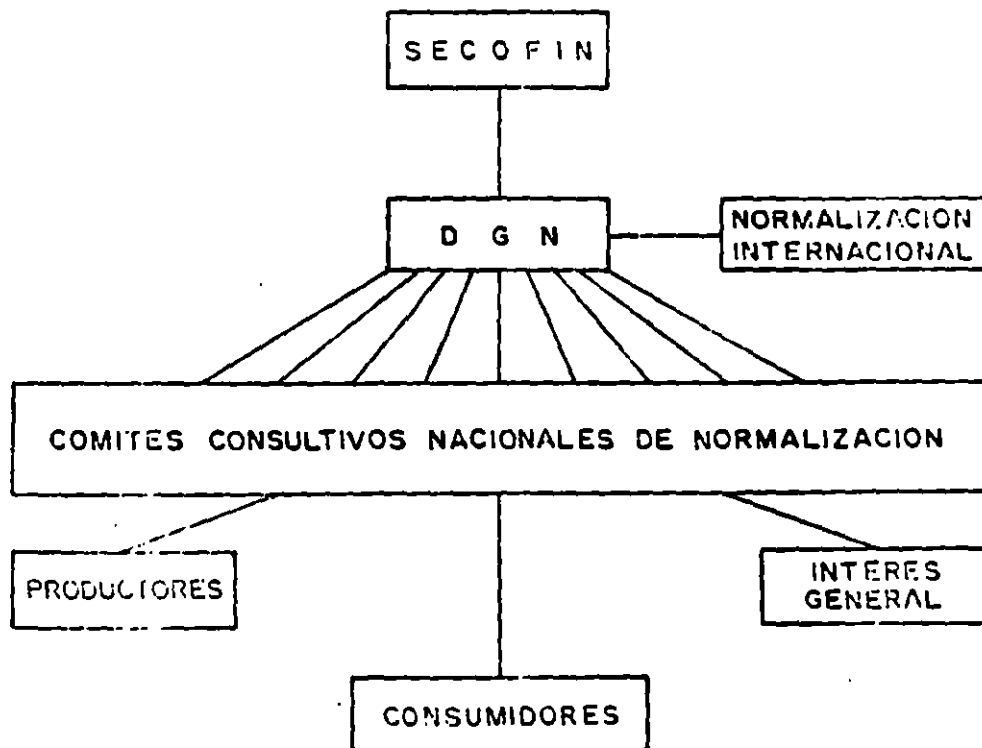 SECOFIN
D G N
NORMALIZACION
INTERNACIONAL
COMITES CONSULTIVOS NACIONALES DE NORMALIZACION
PRODUCTORES
INTERES
GENERAL
CONSUMIDORES